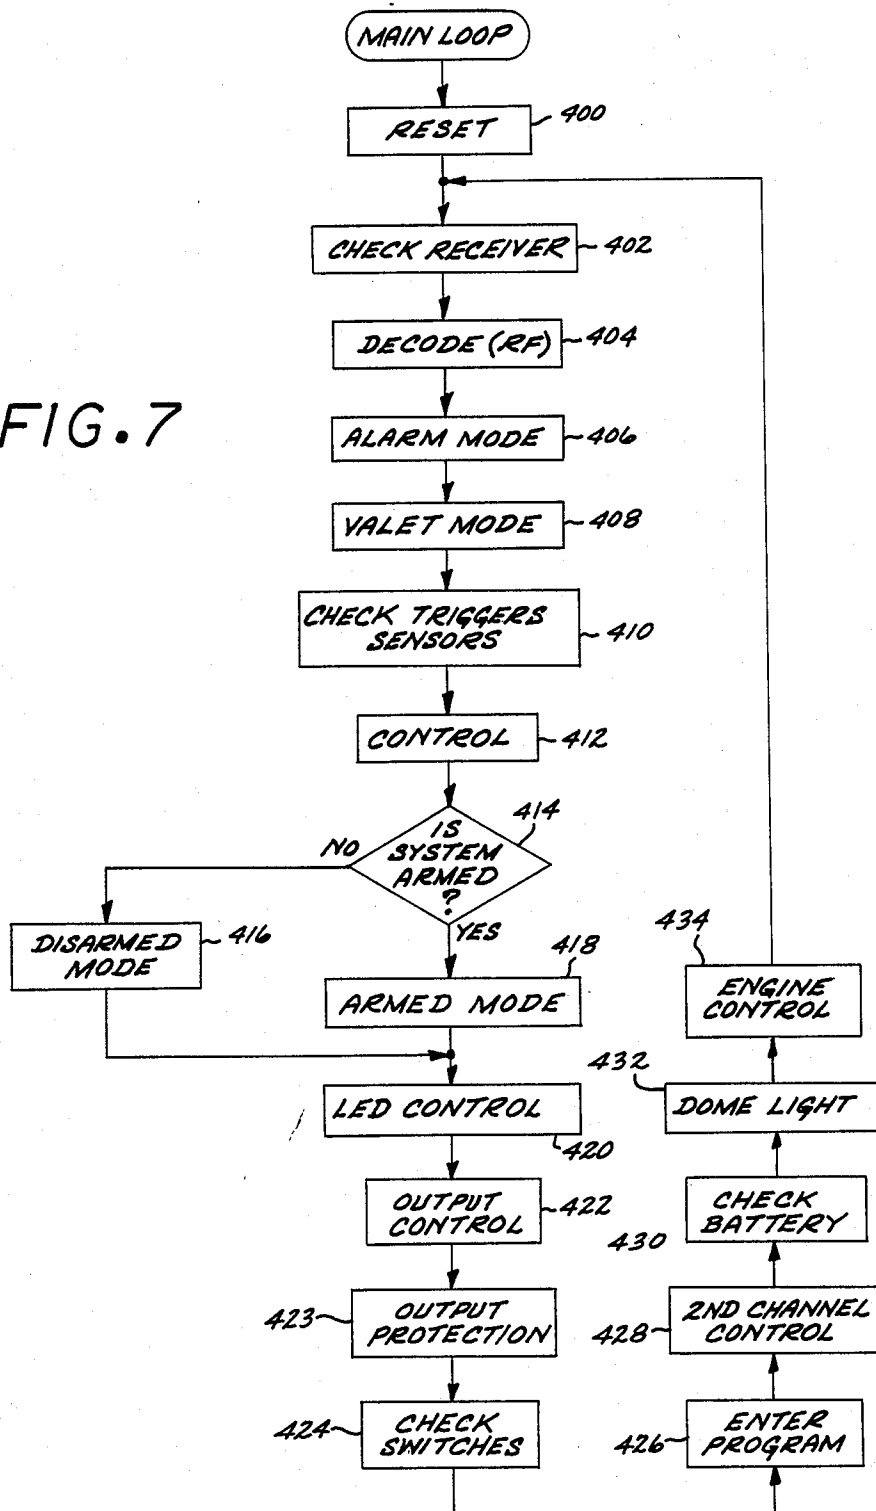 MAIN LOOP
RESET
400
CHECK RECEIVER
402
DECODE (RF)
404
FIG. 7
ALARM MODE
406
VALET MODE
408
CHECK TRIGGERS
SENSORS
410
CONTROL
412
IS
SYSTEM
ARMED
?
414
NO
YES
DISARMED
MODE
416
ARMED MODE
418
LED CONTROL
420
OUTPUT
CONTROL
422
OUTPUT
PROTECTION
423
CHECK
SWITCHES
424
ENTER
PROGRAM
426
2ND CHANNEL
CONTROL
428
CHECK
BATTERY
430
DOME LIGHT
432
ENGINE
CONTROL
434